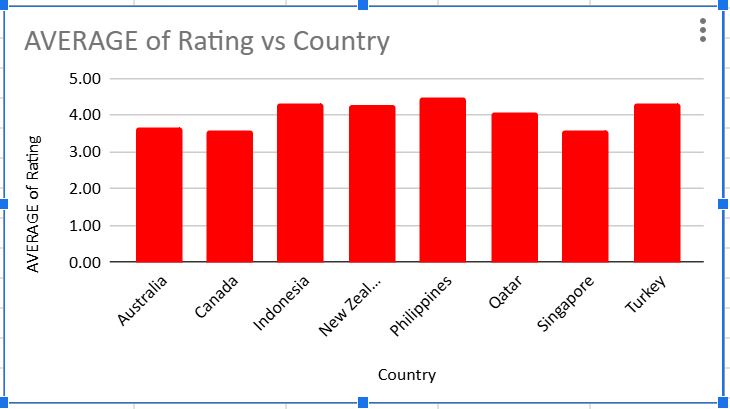 AVERAGE of Rating vs Country
AVERAGE of Rating
5.00
4.00
3.00
2.00
1.00
0.00
Australia
Canada
Indonesia
New Zeal...
Philippines
Qatar
Singapore
Turkey
Country